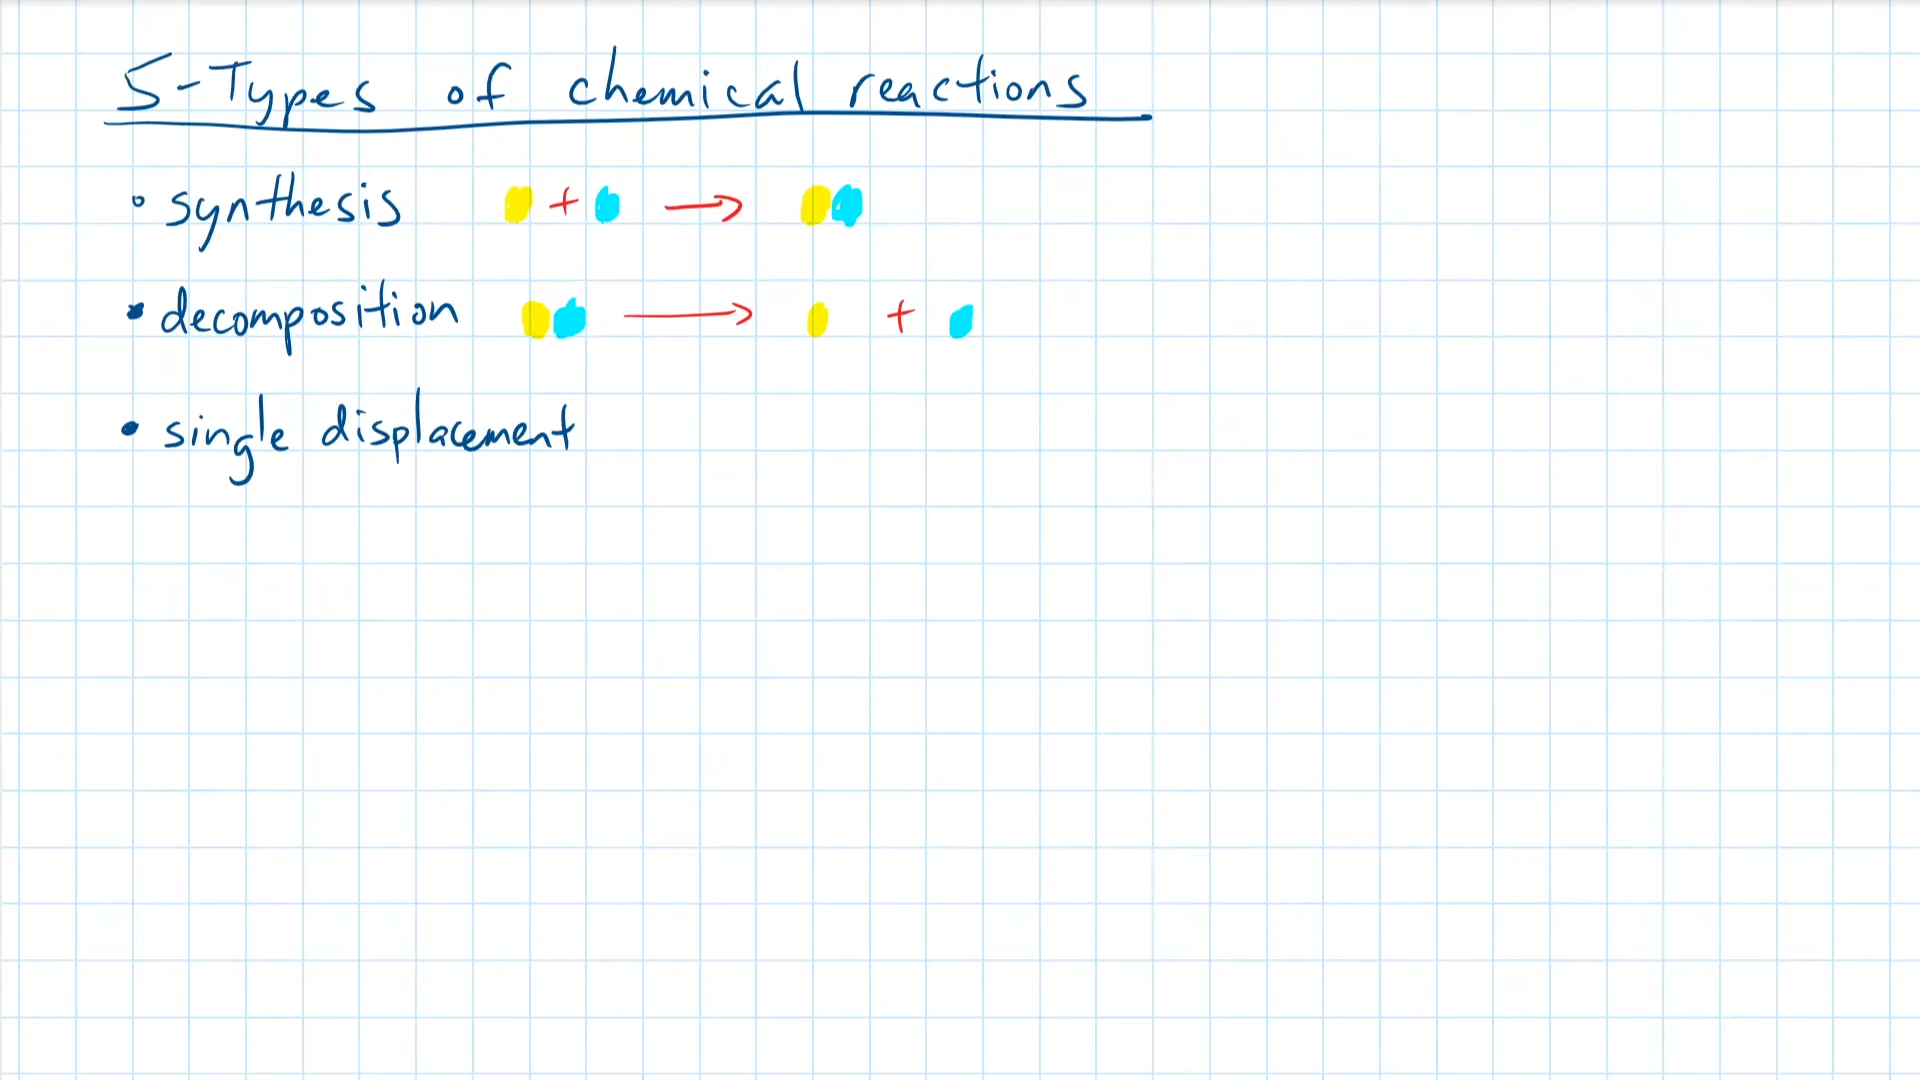 5-Types of chemical reactions
• synthesis + →
• decomposition → +
• single displacement